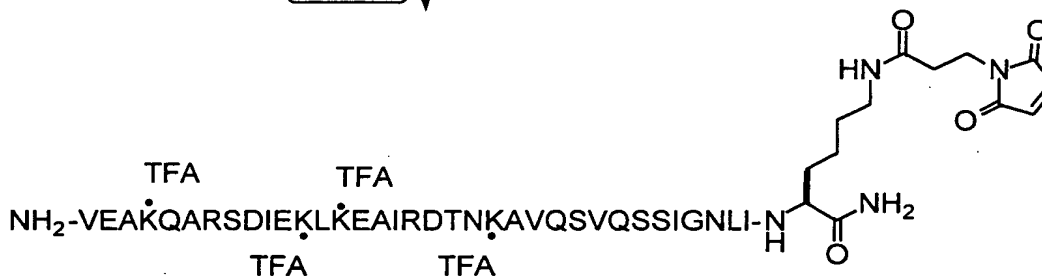 O
HN
N
O
O
TFA
TFA
NH₂-VEAKQARSDIEKLKEAIRDTNKAVQSVQSSIGNLI-N
H
NH₂
O
TFA
TFA